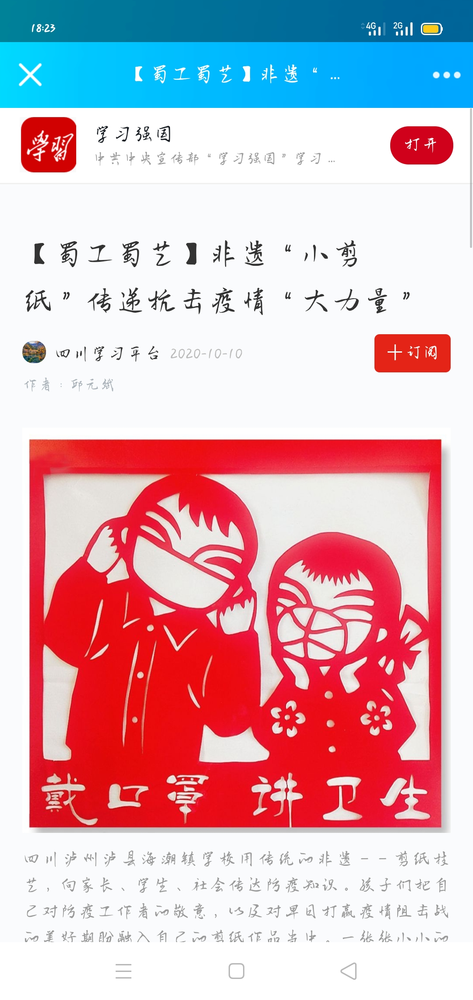 18:23
4G
2G
【蜀工蜀艺】非遗“...
學習
学习强国
中共中央宣传部“学习强国”学习...
打开
【蜀工蜀艺】非遗“小剪
纸”传递抗击疫情“大力量”
四川学习平台 2020-10-10
十订阅
作者：邱元斌
戴口罩 讲卫生
四川泸州泸县海潮镇学校用传统的非遗--剪纸技
艺，向家长、学生、社会传达防疫知识。孩子们把自
己对防疫工作者的敬意，以及对早日打赢疫情阻击战
的美好期盼融入自己的剪纸作品当中。一张张小小的